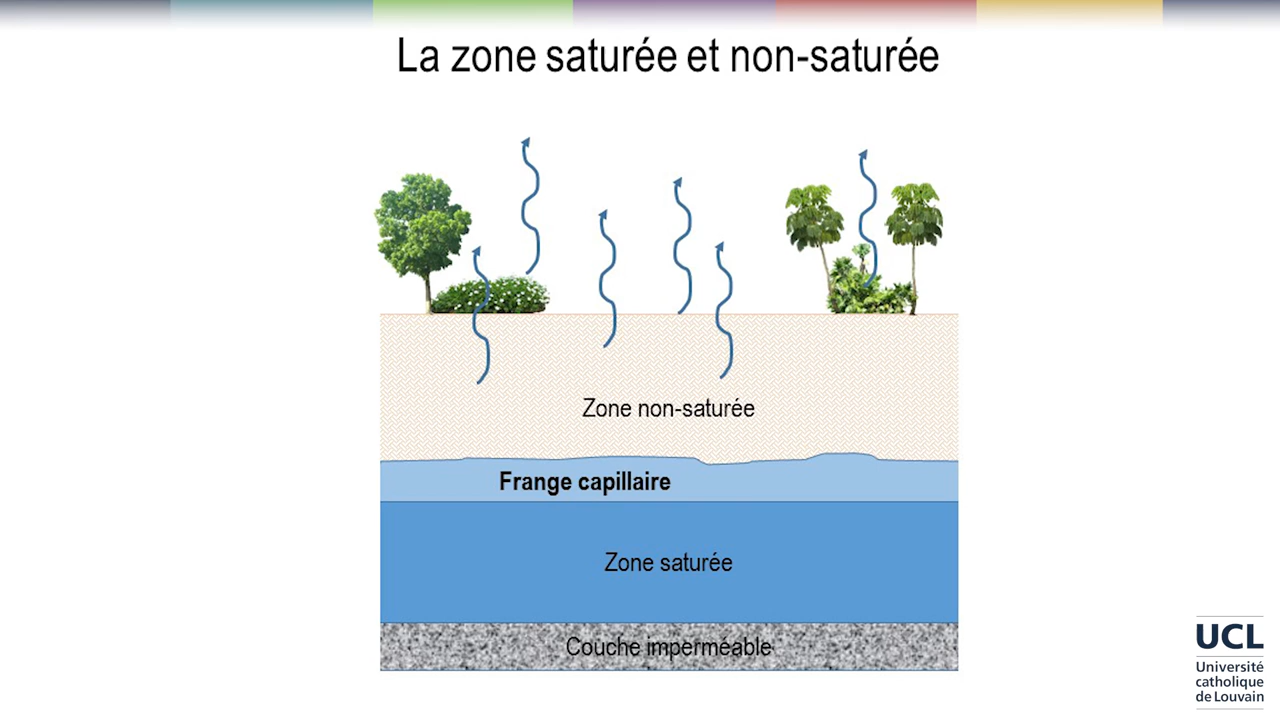 La zone saturée et non-saturée
Zone non-saturée
Frange capillaire
Zone saturée
Couche imperméable
UCL
Université
catholique
de Louvain